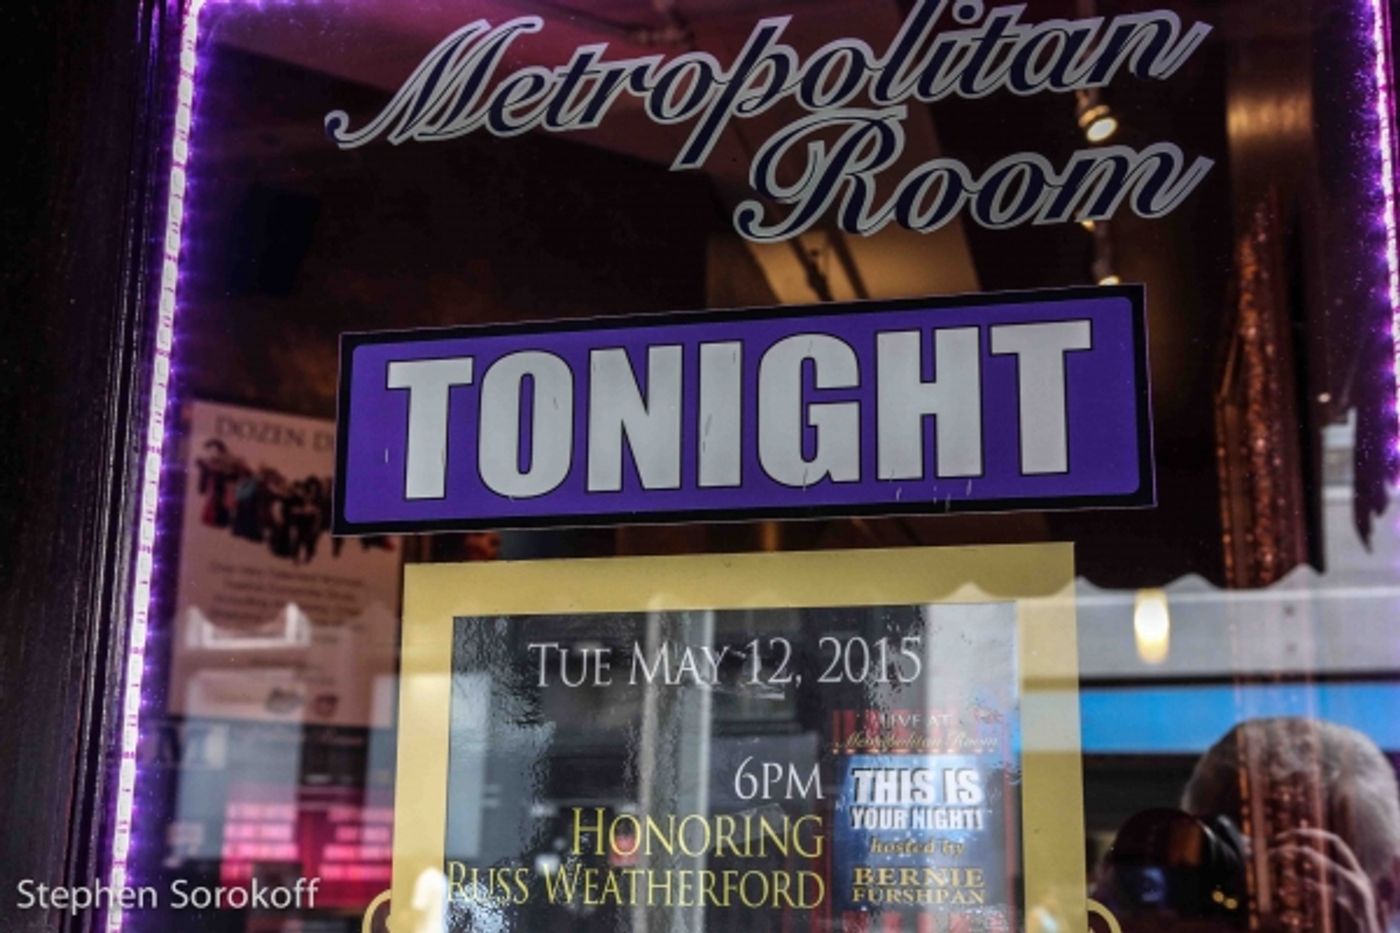 Metropolitan
Room
TONIGHT
DOZEN D
TUE MAY 12, 2015
6PM
HONORING
RUSS WEATHERFORD
LIVE AT
Metropolitan Room
THIS IS
YOUR NIGHT!
hosted by
BERNIE
FURSHPAN
Stephen Sorokoff